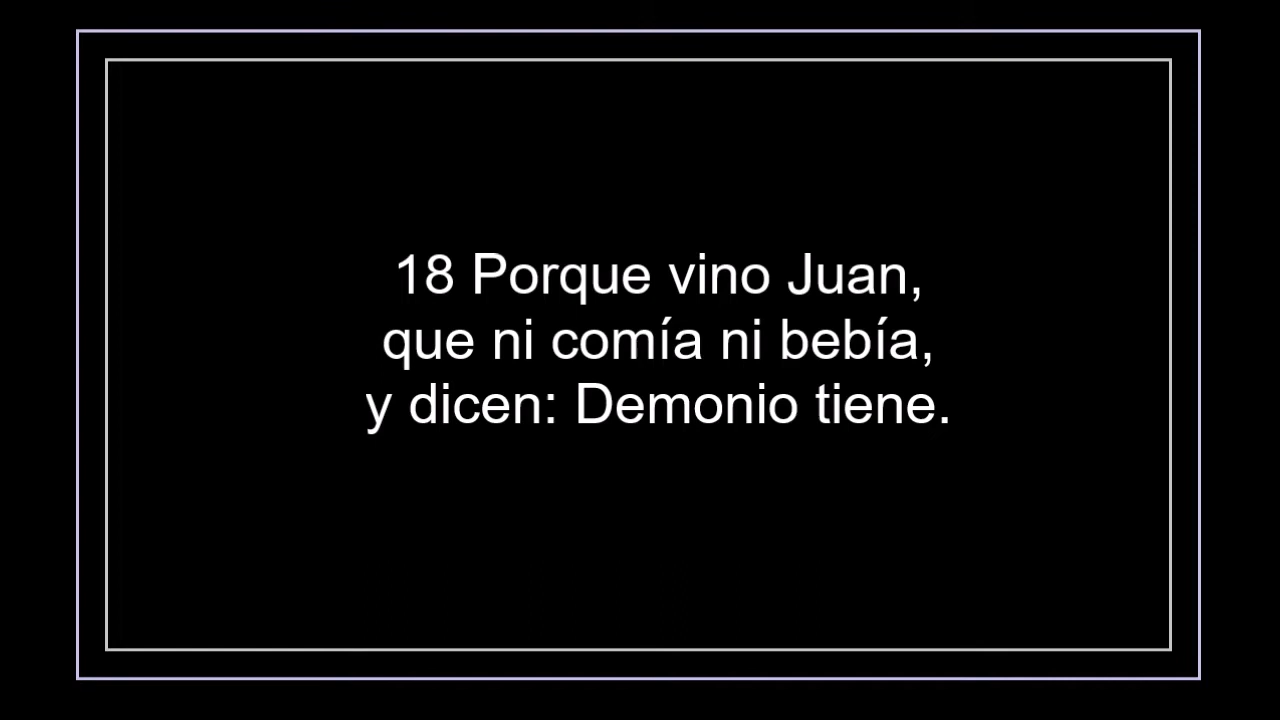 18 Porque vino Juan,
que ni comía ni bebía,
y dicen: Demonio tiene.